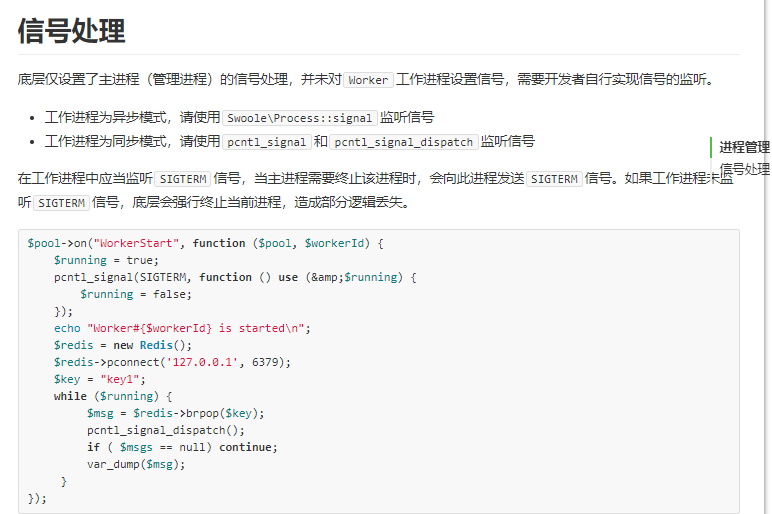 信号处理
底层仅设置了主进程（管理进程）的信号处理，并未对 Worker 工作进程设置信号，需要开发者自行实现信号的监听。
• 工作进程为异步模式，请使用 Swoole\Process::signal 监听信号
• 工作进程为同步模式，请使用 pcntl_signal 和 pcntl_signal_dispatch 监听信号
进程管理
信号处理
在工作进程中应当监听 SIGTERM 信号，当主进程需要终止该进程时，会向此进程发送 SIGTERM 信号。如果工作进程未监
听 SIGTERM 信号，底层会强行终止当前进程，造成部分逻辑丢失。
$pool->on("WorkerStart", function ($pool, $workerId) {
    $running = true;
    pcntl_signal(SIGTERM, function () use (&amp;$running) {
        $running = false;
    });
    echo "Worker#{$workerId} is started\n";
    $redis = new Redis();
    $redis->pconnect('127.0.0.1', 6379);
    $key = "key1";
    while ($running) {
         $msg = $redis->brpop($key);
         pcntl_signal_dispatch();
         if ( $msgs == null) continue;
         var_dump($msg);
     }
});